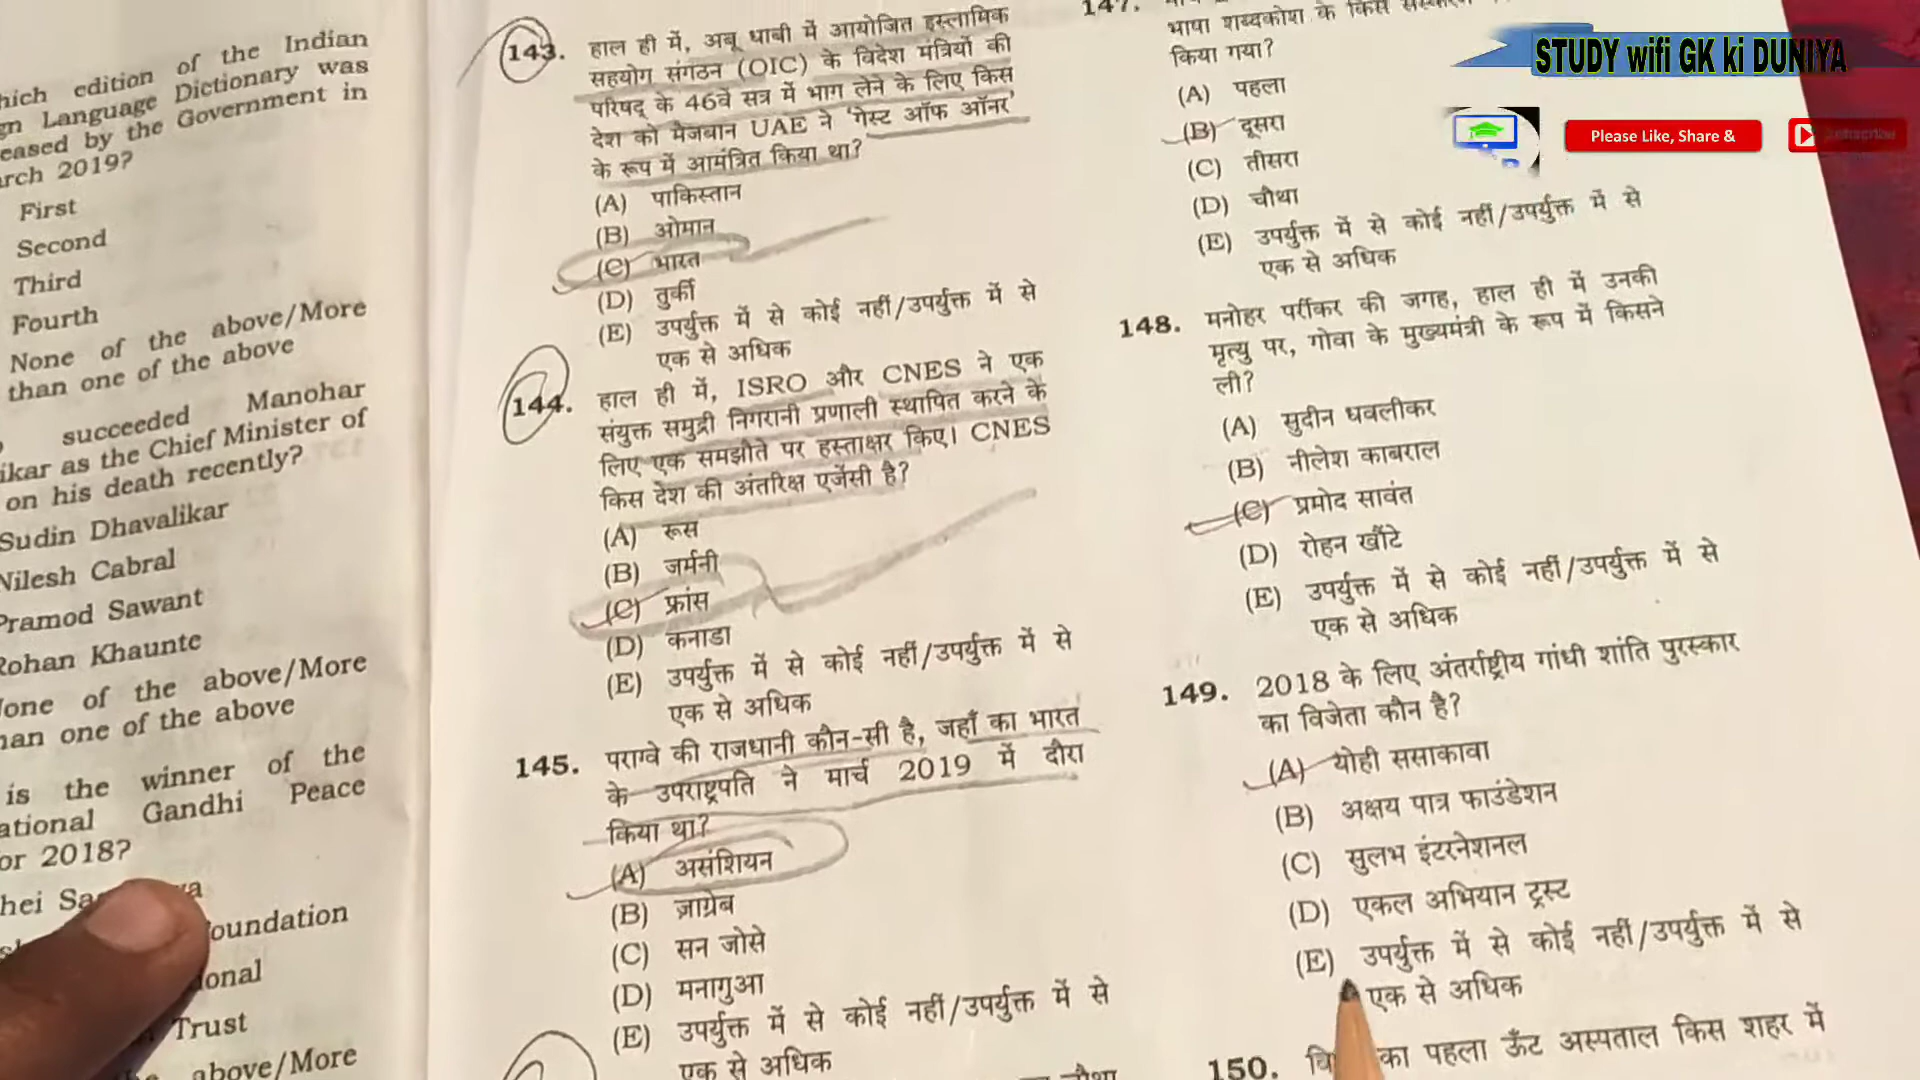 hich edition of the Indian
gn Language Dictionary was
eased by the Government in
arch 2019?
First
Second
Third
Fourth
None of the above/More
than one of the above
succeeded Manohar
ikar as the Chief Minister of
on his death recently?
Sudin Dhavalikar
Nilesh Cabral
Pramod Sawant
Rohan Khaunte
None of the above/More
han one of the above
is the winner of the
ational Gandhi Peace
or 2018?
hei Sa
oundation
ional
Trust
above/More
143. हाल ही में, अबू धाबी में आयोजित इस्लामिक
सहयोग संगठन (OIC) के विदेश मंत्रियों की
परिषद् के 46वें सत्र में भाग लेने के लिए किस
देश को मेजबान UAE ने ‘गेस्ट ऑफ ऑनर’
के रूप में आमंत्रित किया था?
(A) पाकिस्तान
(B) ओमान
(C) भारत
(D) तुर्की
(E) उपर्युक्त में से कोई नहीं/उपर्युक्त में से
एक से अधिक
144. हाल ही में, ISRO और CNES ने एक
संयुक्त समुद्री निगरानी प्रणाली स्थापित करने के
लिए एक समझौते पर हस्ताक्षर किए। CNES
किस देश की अंतरिक्ष एजेंसी है?
(A) रूस
(B) जर्मनी
(C) फ्रांस
(D) कनाडा
(E) उपर्युक्त में से कोई नहीं/उपर्युक्त में से
एक से अधिक
145. पराग्वे की राजधानी कौन-सी है, जहाँ का भारत
के उपराष्ट्रपति ने मार्च 2019 में दौरा
किया था?
(A) असंशियन
(B) ज़ाग्रेब
(C) सन जोसे
(D) मनागुआ
(E) उपर्युक्त में से कोई नहीं/उपर्युक्त में से
एक से अधिक
147.
भाषा शब्दकोश के किस
किया गया?
(A) पहला
(B) दूसरा
(C) तीसरा
(D) चौथा
(E) उपर्युक्त में से कोई नहीं/उपर्युक्त में से
एक से अधिक
148. मनोहर पर्रीकर की जगह, हाल ही में उनकी
मृत्यु पर, गोवा के मुख्यमंत्री के रूप में किसने
ली?
(A) सुदीन धवलीकर
(B) नीलेश काबराल
(C) प्रमोद सावंत
(D) रोहन खौंटे
(E) उपर्युक्त में से कोई नहीं/उपर्युक्त में से
एक से अधिक
149. 2018 के लिए अंतर्राष्ट्रीय गांधी शांति पुरस्कार
का विजेता कौन है?
(A) योही ससाकावा
(B) अक्षय पात्र फाउंडेशन
(C) सुलभ इंटरनेशनल
(D) एकल अभियान ट्रस्ट
(E) उपर्युक्त में से कोई नहीं/उपर्युक्त में से
एक से अधिक
150. का पहला ऊँट अस्पताल किस शहर में
STUDY wifi GK ki DUNIYA
Please Like, Share &
Subscribe